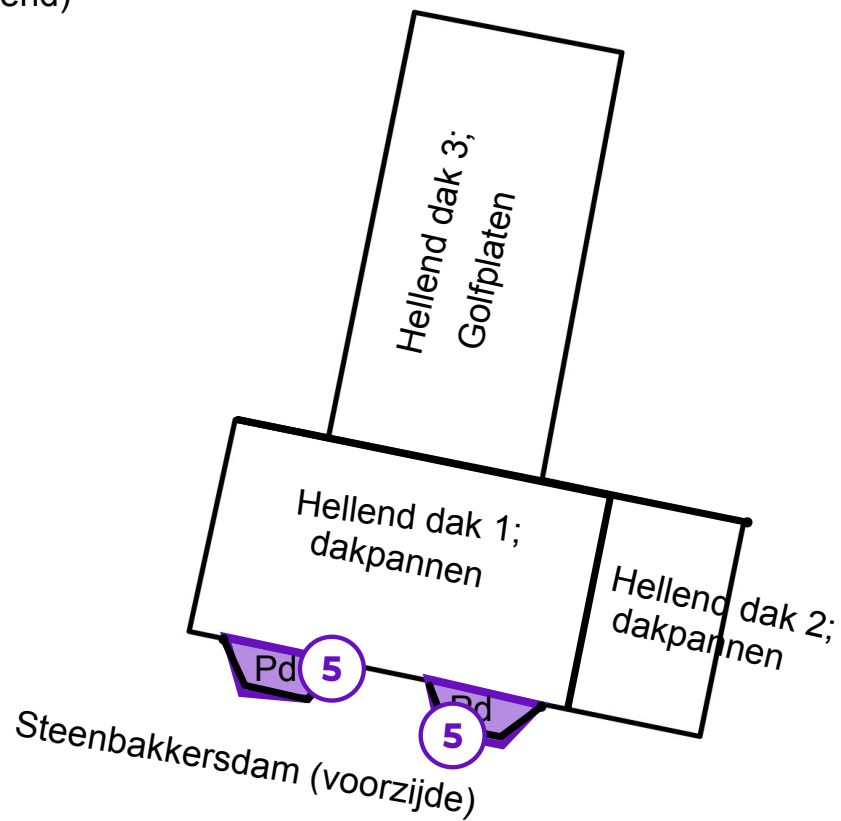 end)
Hellend dak 3;
Golfplaten
Hellend dak 1;
dakpannen
Hellend dak 2;
dakpannen
Pd
5
Pd
5
Steenbakkersdam (voorzijde)